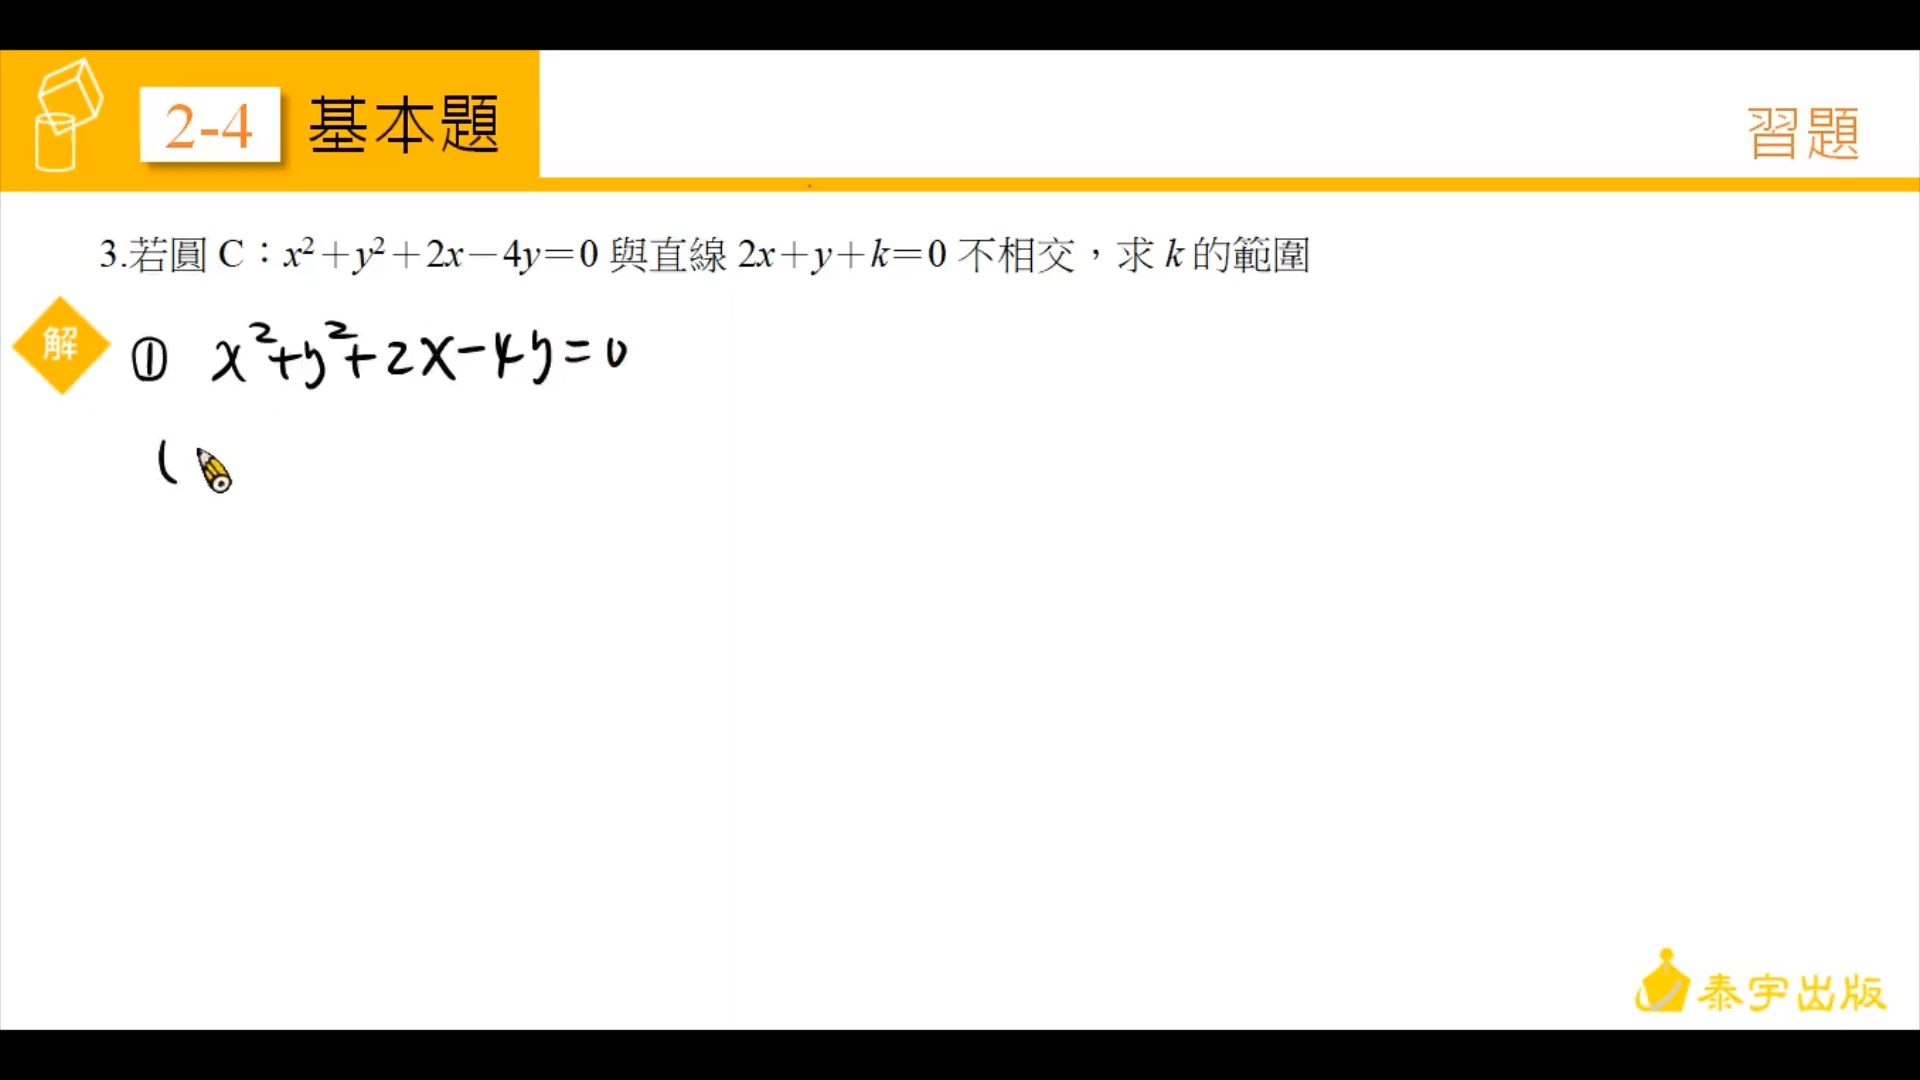 2-4 基本題
習題
3.若圓 C：x²＋y²＋2x－4y＝0 與直線 2x＋y＋k＝0 不相交，求 k 的範圍
解
① x²+y²+2x-4y=0
(
泰宇出版